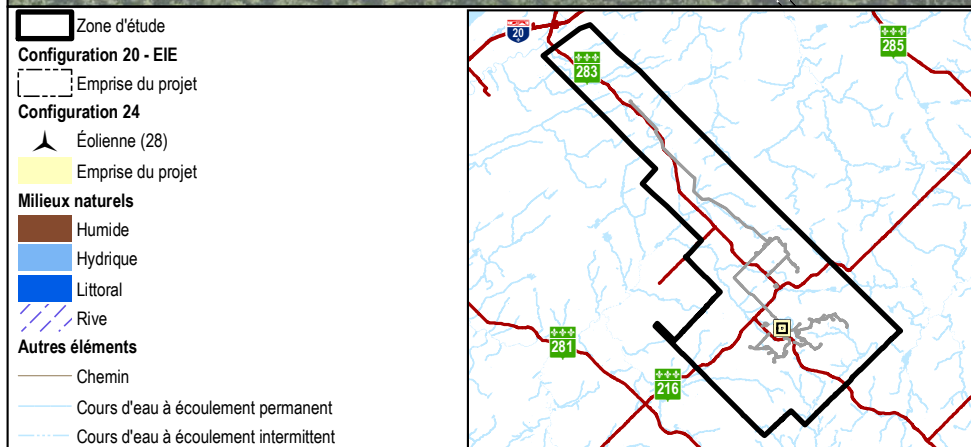 Zone d'étude
Configuration 20 - EIE
Emprise du projet
Configuration 24
Éolienne (28)
Emprise du projet
Milieux naturels
Humide
Hydrique
Littoral
Rive
Autres éléments
Chemin
Cours d'eau à écoulement permanent
Cours d'eau à écoulement intermittent
20
285
283
281
216